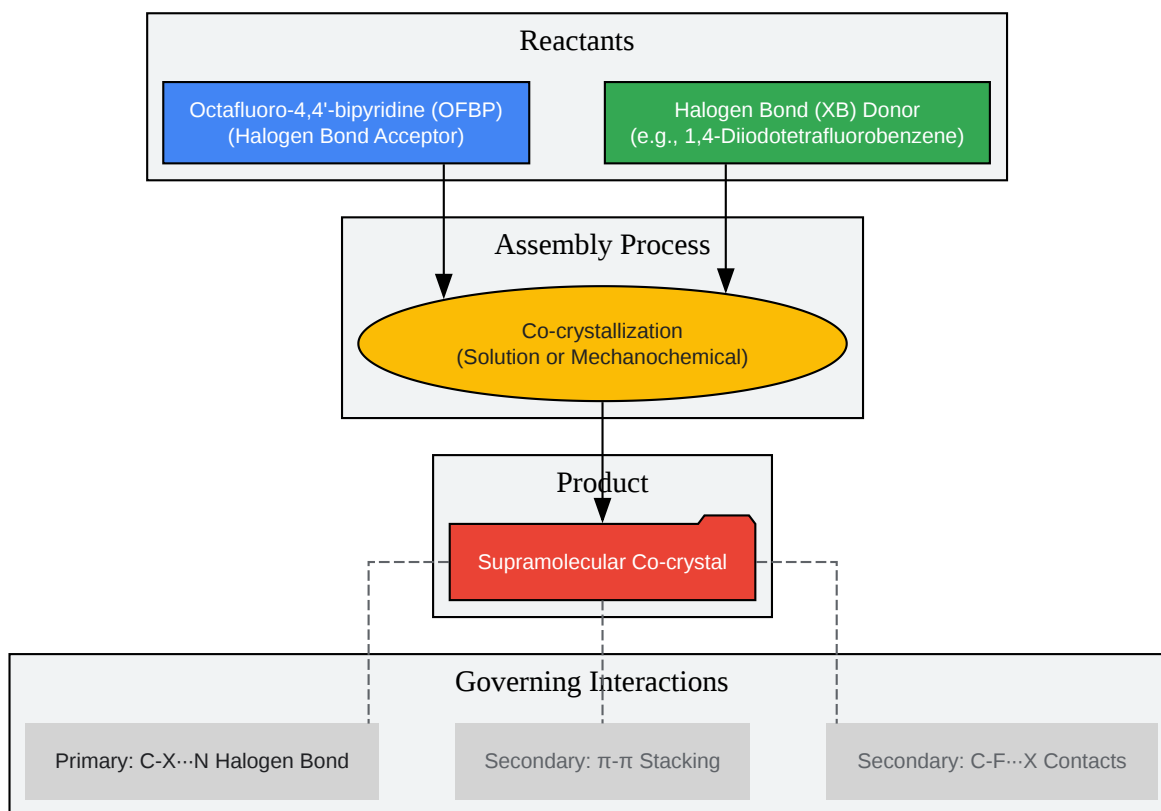 Reactants
Octafluoro-4,4'-bipyridine (OFBP)
(Halogen Bond Acceptor)
Halogen Bond (XB) Donor
(e.g., 1,4-Diiodotetrafluorobenzene)
Assembly Process
Co-crystallization
(Solution or Mechanochemical)
Product
Supramolecular Co-crystal
Governing Interactions
Primary: C-X···N Halogen Bond
Secondary: π-π Stacking
Secondary: C-F···X Contacts